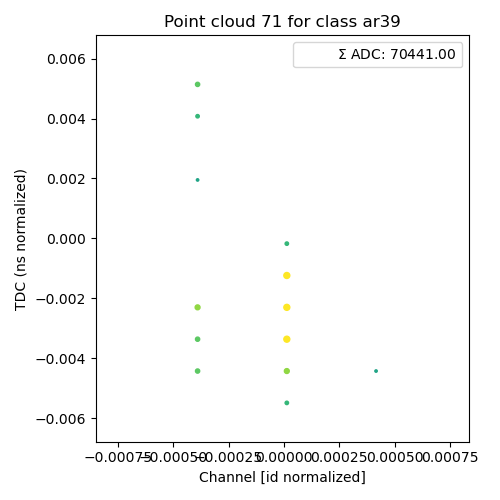 Point cloud 71 for class ar39
Σ ADC: 70441.00
TDC (ns normalized)
0.006
0.004
0.002
0.000
−0.002
−0.004
−0.006
−0.00075 −0.00050 −0.00025 0.00000 0.00025 0.00050 0.00075
Channel [id normalized]